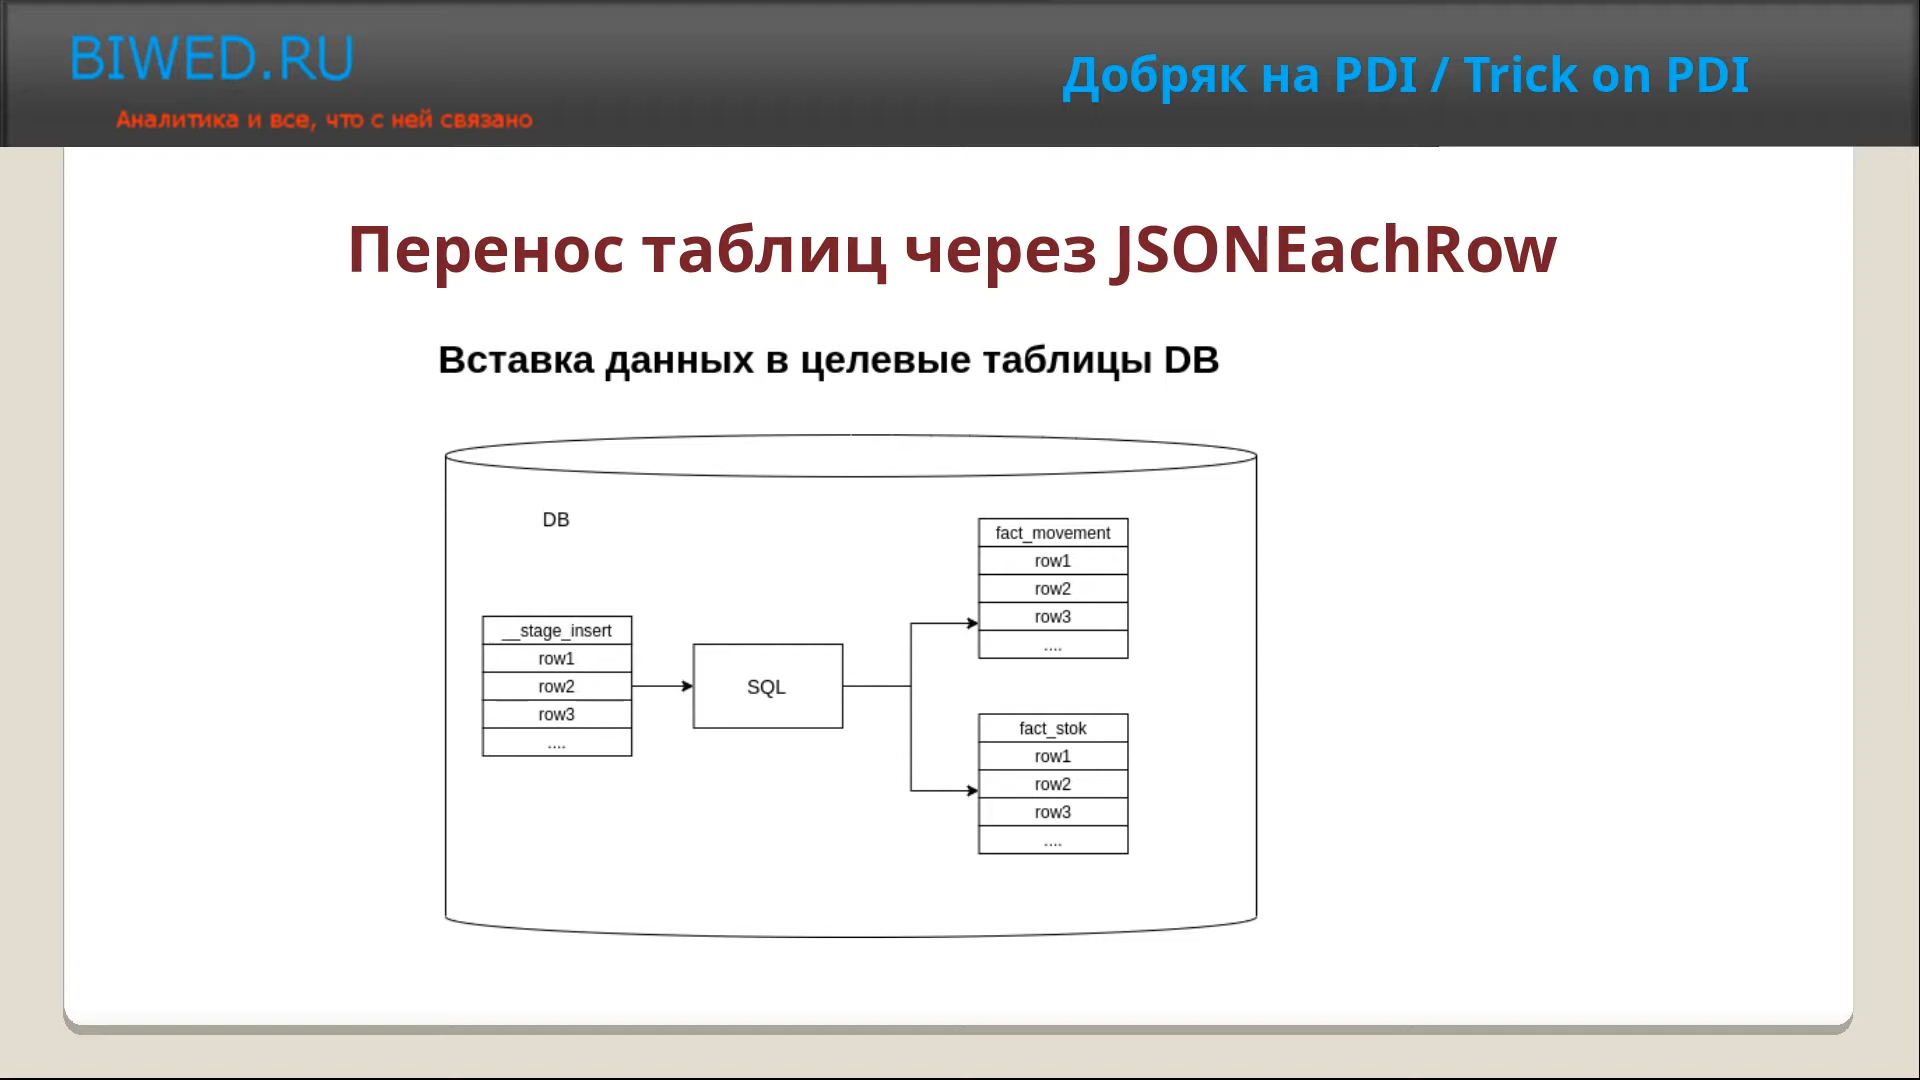 BIWED.RU
Аналитика и все, что с ней связано
Добряк на PDI / Trick on PDI
Перенос таблиц через JSONEachRow
Вставка данных в целевые таблицы DB
DB
__stage_insert
row1
row2
row3
....
SQL
fact_movement
row1
row2
row3
....
fact_stok
row1
row2
row3
....